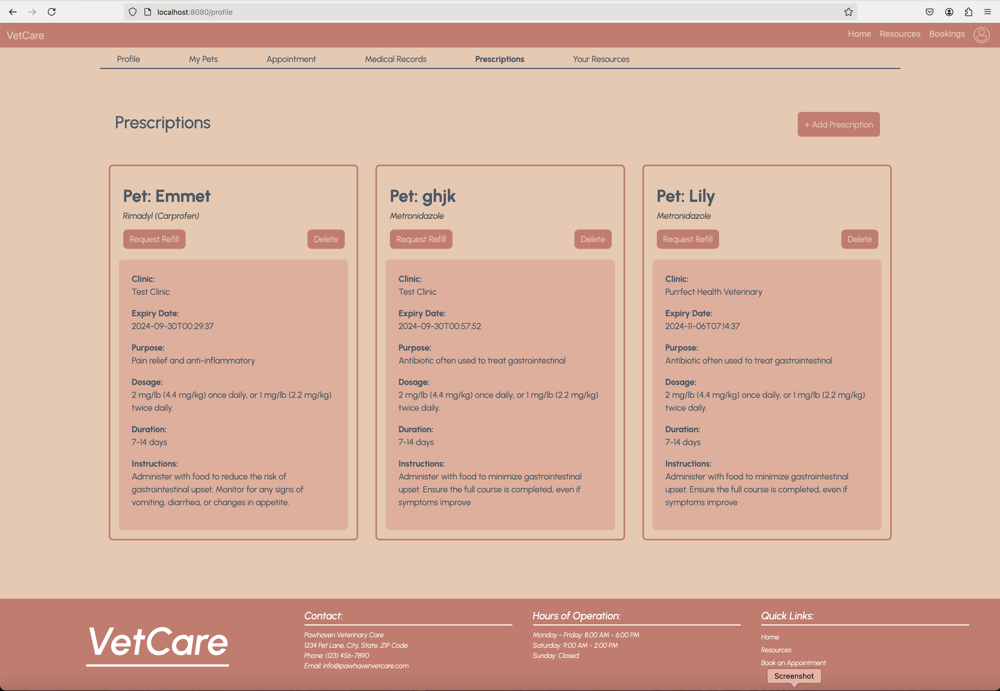 localhost:8080/profile
VetCare
Home Resources Bookings
Profile My Pets Appointment Medical Records Prescriptions Your Resources
Prescriptions
+ Add Prescription
Pet: Emmet
Rimadyl (Carprofen)
Request Refill Delete
Clinic:
Test Clinic
Expiry Date:
2024-09-30T00:29:37
Purpose:
Pain relief and anti-inflammatory
Dosage:
2 mg/lb (4.4 mg/kg) once daily, or 1 mg/lb (2.2 mg/kg)
twice daily.
Duration:
7-14 days
Instructions:
Administer with food to reduce the risk of
gastrointestinal upset. Monitor for any signs of
vomiting, diarrhea, or changes in appetite.
Pet: ghjk
Metronidazole
Request Refill Delete
Clinic:
Test Clinic
Expiry Date:
2024-09-30T00:57:52
Purpose:
Antibiotic often used to treat gastrointestinal
Dosage:
2 mg/lb (4.4 mg/kg) once daily, or 1 mg/lb (2.2 mg/kg)
twice daily.
Duration:
7-14 days
Instructions:
Administer with food to minimize gastrointestinal
upset. Ensure the full course is completed, even if
symptoms improve
Pet: Lily
Metronidazole
Request Refill Delete
Clinic:
Purrfect Health Veterinary
Expiry Date:
2024-11-06T07:14:37
Purpose:
Antibiotic often used to treat gastrointestinal
Dosage:
2 mg/lb (4.4 mg/kg) once daily, or 1 mg/lb (2.2 mg/kg)
twice daily.
Duration:
7-14 days
Instructions:
Administer with food to minimize gastrointestinal
upset. Ensure the full course is completed, even if
symptoms improve
VetCare
Contact:
Pawhaven Veterinary Care
1234 Pet Lane, City, State, ZIP Code
Phone: (123) 456-7890
Email: info@pawhavenvetcare.com
Hours of Operation:
Monday - Friday: 8:00 AM - 6:00 PM
Saturday: 9:00 AM - 2:00 PM
Sunday: Closed
Quick Links:
Home
Resources
Book an Appointment
Screenshot